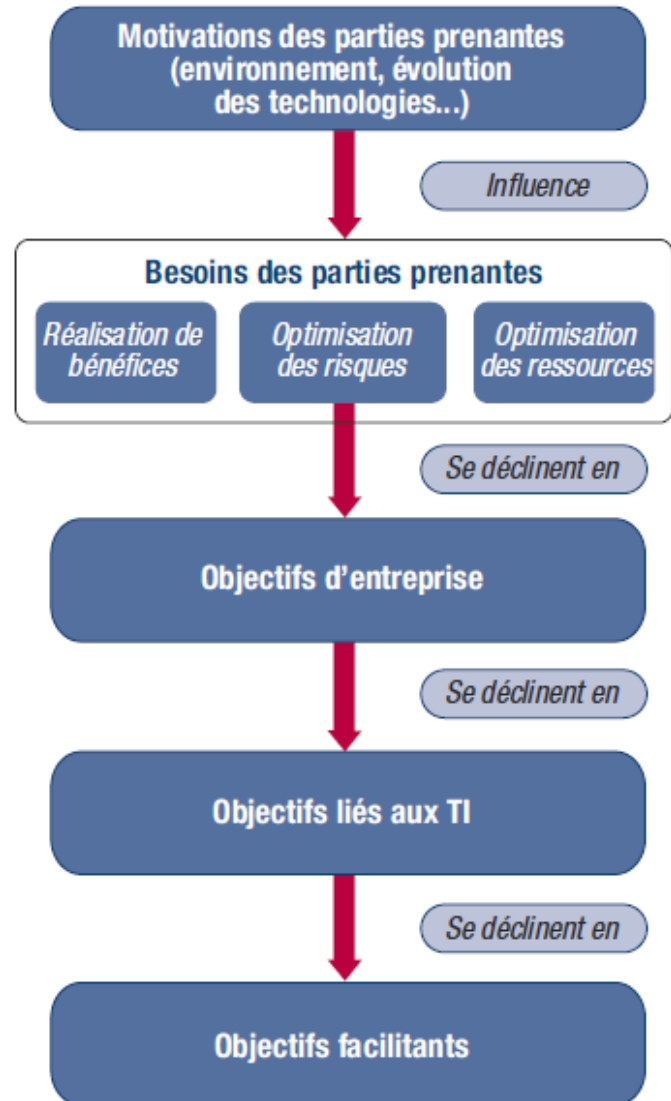 Motivations des parties prenantes
(environnement, évolution
des technologies...)
Influence
Besoins des parties prenantes
Réalisation de
bénéfices
Optimisation
des risques
Optimisation
des ressources
Se déclinent en
Objectifs d’entreprise
Se déclinent en
Objectifs liés aux TI
Se déclinent en
Objectifs facilitants